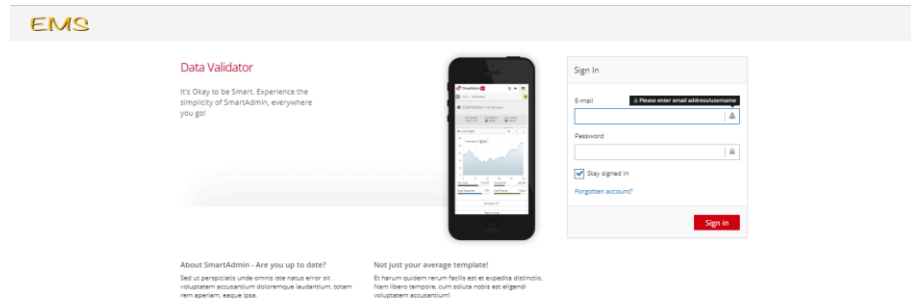 EMS
Data Validator
It's Okay to be Smart. Experience the
simplicity of SmartAdmin, everywhere
you go!
Sign In
E-mail
Please enter email address/username
Password
Stay signed in
Forgotten account?
Sign in
About SmartAdmin - Are you up to date?
Sed ut perspiciatis unde omnis iste natus error sit
voluptatem accusantium doloremque laudantium, totam
rem aperiam, eaque ipsa.
Not just your average template!
Et harum quidem rerum facilis est et expedita distinctio.
Nam libero tempore, cum soluta nobis est eligendi
voluptatem accusantium!